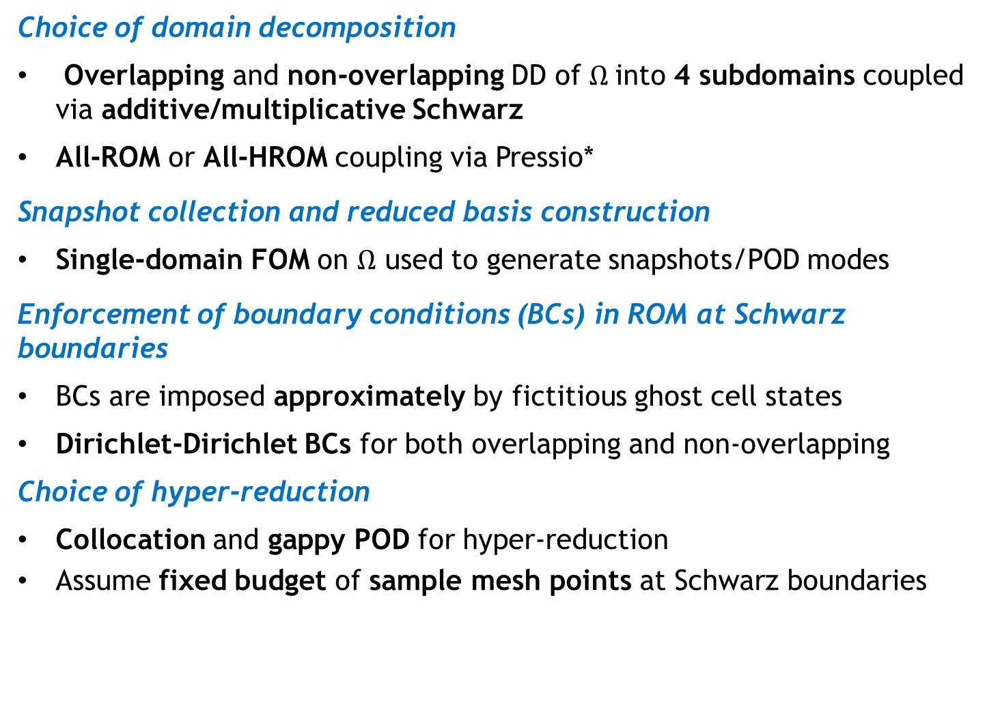 Choice of domain decomposition
• Overlapping and non-overlapping DD of Ω into 4 subdomains coupled
via additive/multiplicative Schwarz
• All-ROM or All-HROM coupling via Pressio*
Snapshot collection and reduced basis construction
• Single-domain FOM on Ω used to generate snapshots/POD modes
Enforcement of boundary conditions (BCs) in ROM at Schwarz
boundaries
• BCs are imposed approximately by fictitious ghost cell states
• Dirichlet-Dirichlet BCs for both overlapping and non-overlapping
Choice of hyper-reduction
• Collocation and gappy POD for hyper-reduction
• Assume fixed budget of sample mesh points at Schwarz boundaries